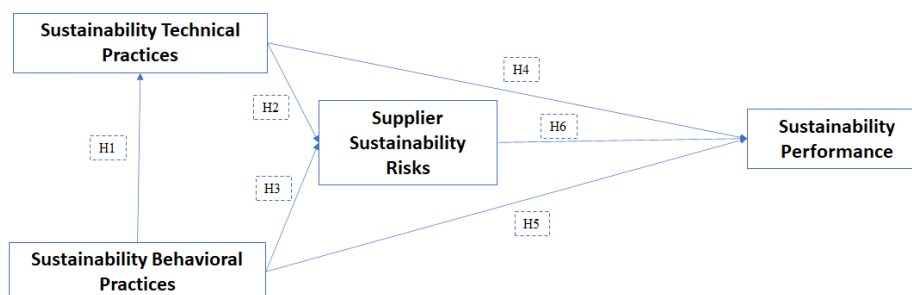 Sustainability Technical
Practices
H4
H2
Supplier
Sustainability
Risks
H6
Sustainability
Performance
H1
H3
H5
Sustainability Behavioral
Practices